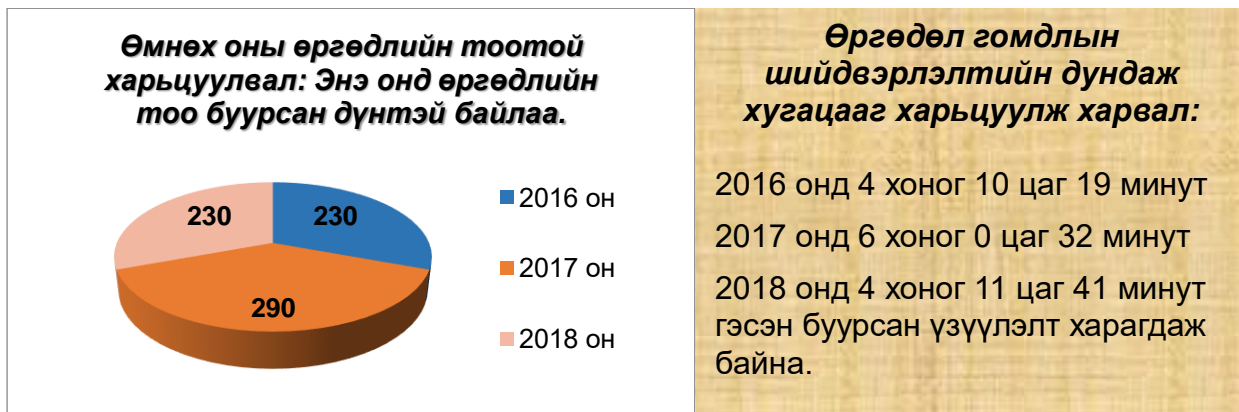 Өмнөх оны өргөдлийн тоотой
харьцуулвал: Энэ онд өргөдлийн
тоо буурсан дүнтэй байлаа.
230
230
290
2016 он
2017 он
2018 он
Өргөдөл гомдлын
шийдвэрлэлтийн дундаж
хугацааг харьцуулж харвал:
2016 онд 4 хоног 10 цаг 19 минут
2017 онд 6 хоног 0 цаг 32 минут
2018 онд 4 хоног 11 цаг 41 минут
гэсэн буурсан үзүүлэлт харагдаж
байна.